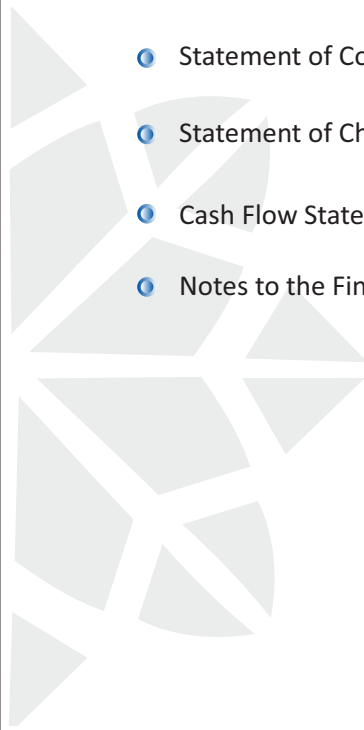 Statement of Co
Statement of Ch
Cash Flow State
Notes to the Fin